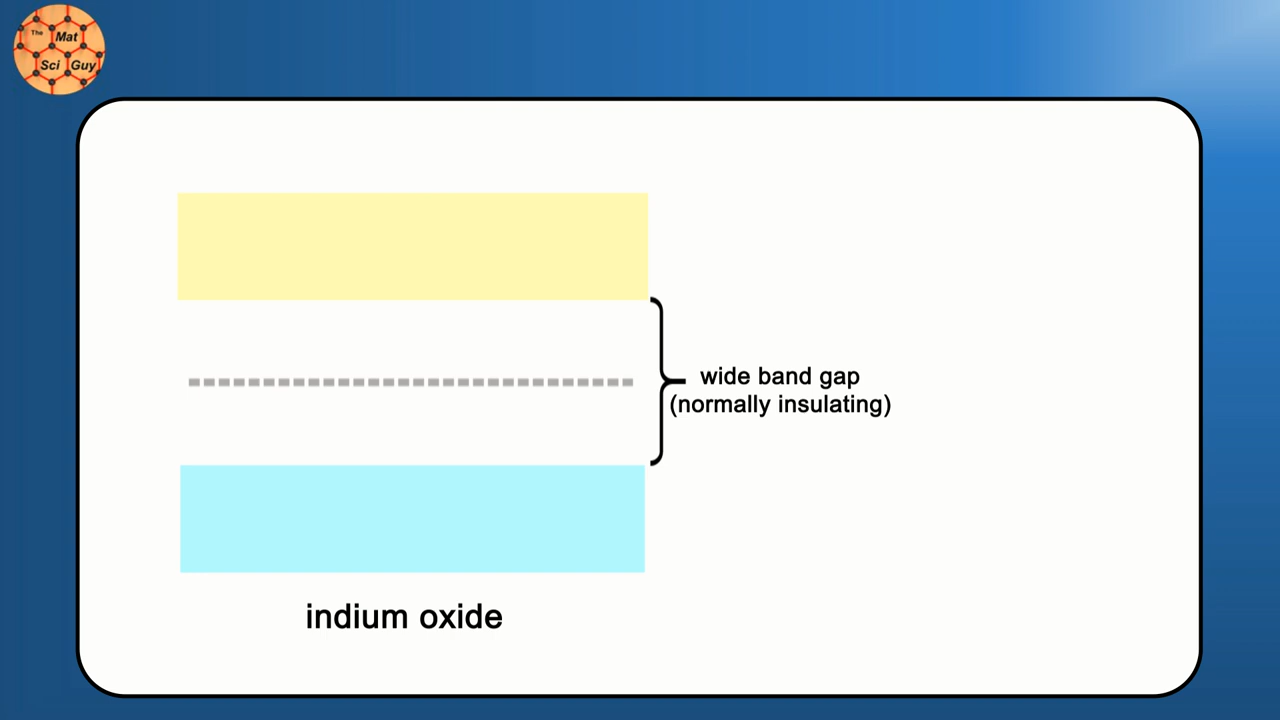 The Mat
Sci Guy
wide band gap
(normally insulating)
indium oxide